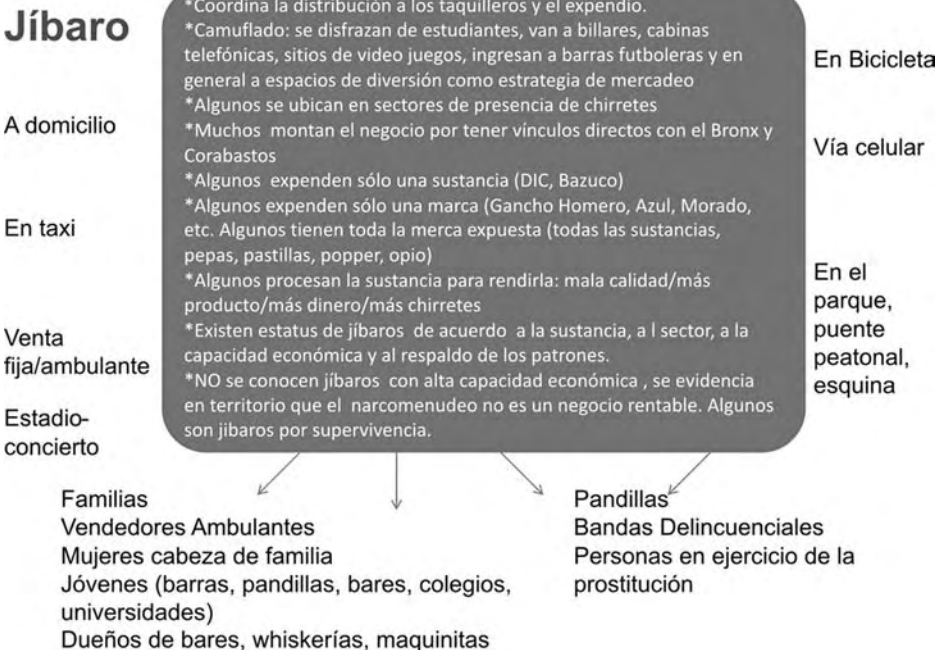 Jíbaro
*Coordina la distribución a los taquilleros y el expendio.
*Camuflado: se disfrazan de estudiantes, van a billares, cabinas
telefónicas, sitios de video juegos, ingresan a barras futboleras y en
general a espacios de diversión como estrategia de mercadeo
*Algunos se ubican en sectores de presencia de chirretes
*Muchos montan el negocio por tener vínculos directos con el Bronx y
Corabastos
*Algunos expenden sólo una sustancia (DIC, Bazuco)
*Algunos expenden sólo una marca (Gancho Homero, Azul, Morado,
etc. Algunos tienen toda la merca expuesta (todas las sustancias,
pepas, pastillas, popper, opio)
*Algunos procesan la sustancia para rendirla: mala calidad/más
producto/más dinero/más chirretes
*Existen estatus de jíbaros de acuerdo a la sustancia, a l sector, a la
capacidad económica y al respaldo de los patrones.
*NO se conocen jíbaros con alta capacidad económica , se evidencia
en territorio que el narcomenudeo no es un negocio rentable. Algunos
son jibaros por supervivencia.
A domicilio
En taxi
Venta
fija/ambulante
Estadio-
concierto
En Bicicleta
Vía celular
En el
parque,
puente
peatonal,
esquina
Familias
Vendedores Ambulantes
Mujeres cabeza de familia
Jóvenes (barras, pandillas, bares, colegios,
universidades)
Dueños de bares, whiskerías, maquinitas
Pandillas
Bandas Delincuenciales
Personas en ejercicio de la
prostitución